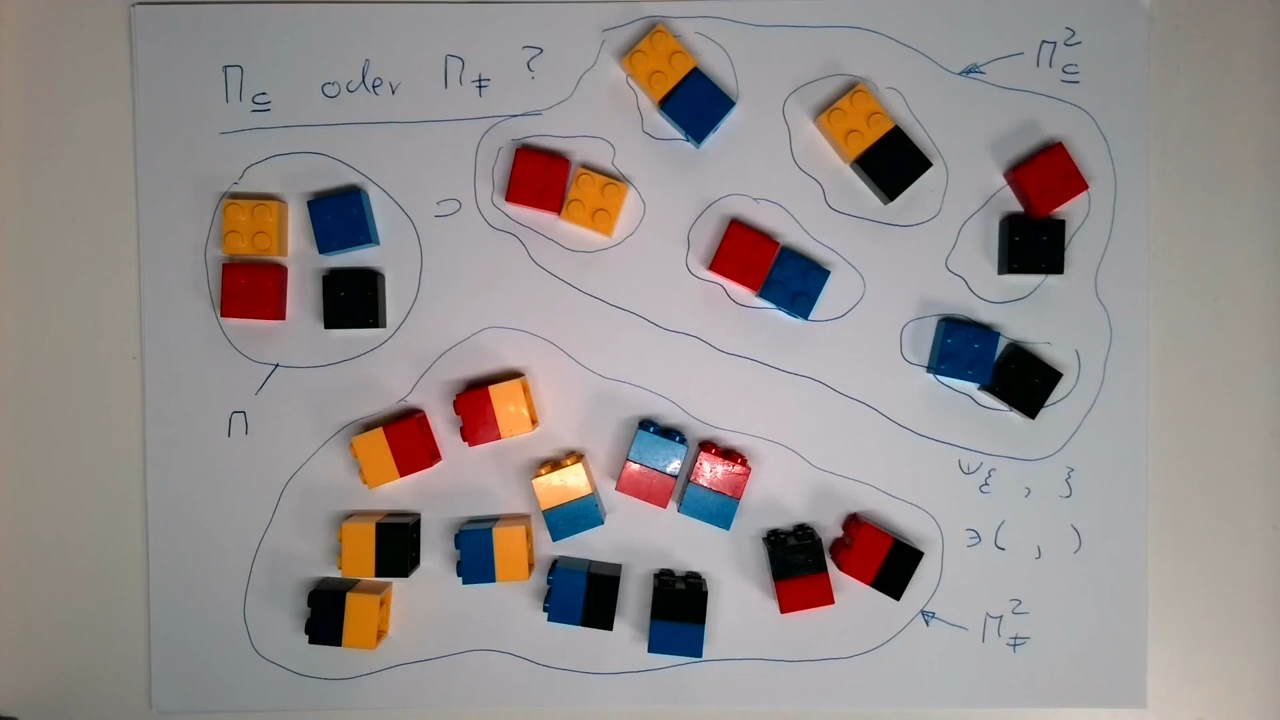 M⊆ oder M≠ ?
M²⊆
⊃
M
Ψ{ , }
∋( , )
M²≠